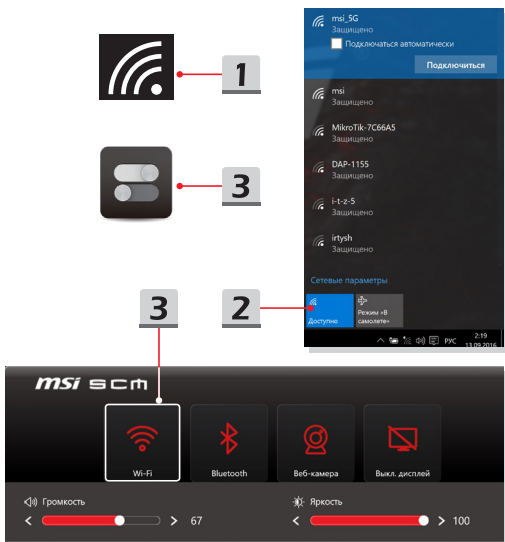 msi_5G
Защищено
Подключаться автоматически
Подключиться
1
msi
Защищено
MikroTik-7C66A5
Защищено
DAP-1155
Защищено
3
i-t-z-5
Защищено
irtysh
Защищено
Сетевые параметры
3
2
Доступно
Режим «В
самолете»
РУС
2:19
13.09.2016
msi SCM
Wi-Fi
Bluetooth
Веб-камера
Выкл. дисплей
Громкость
Яркость
< > 67
< > 100